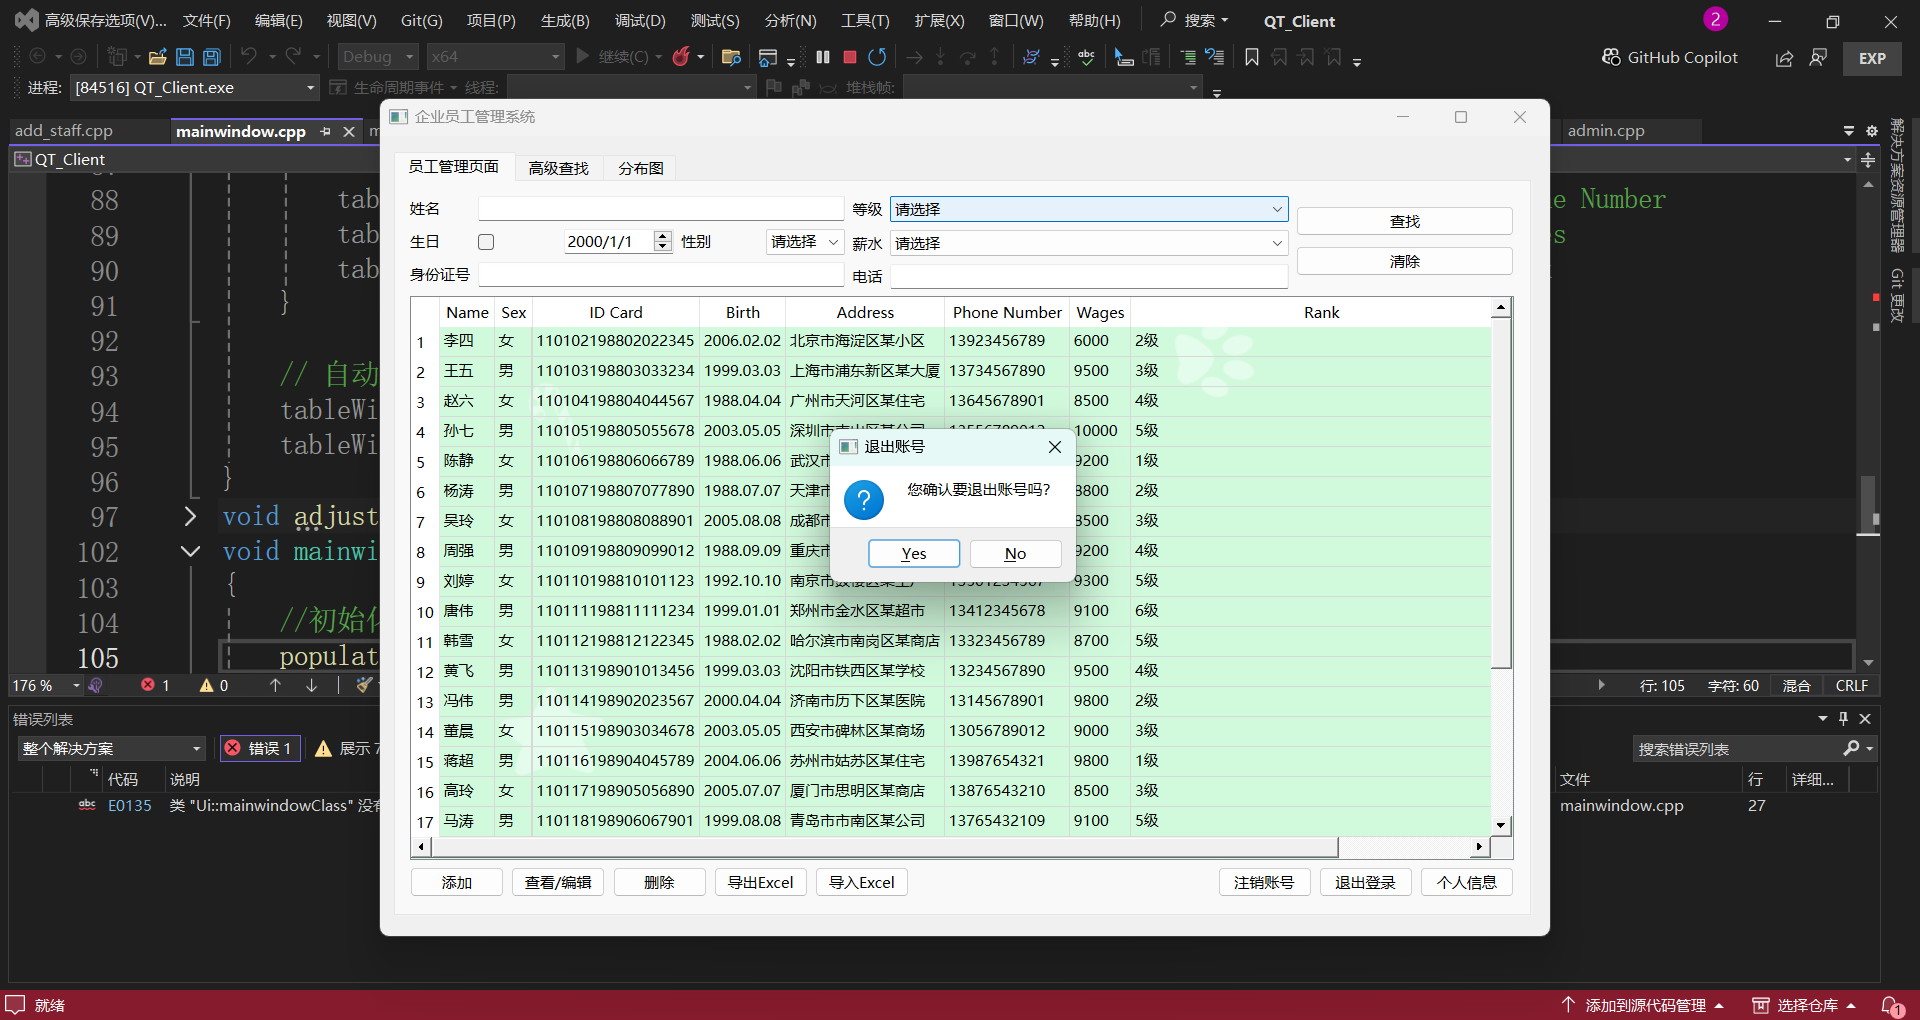 高级保存选项(V)... 文件(F) 编辑(E) 视图(V) Git(G) 项目(P) 生成(B) 调试(D) 测试(S) 分析(N) 工具(T) 扩展(X) 窗口(W) 帮助(H) 搜索 QT_Client 2
Debug x64 继续(C) GitHub Copilot EXP
进程: [84516] QT_Client.exe 生命周期事件 线程: 堆栈帧:
add_staff.cpp mainwindow.cpp admin.cpp
QT_Client
88 tab
89 tab
90 tab
91 }
92
93 // 自动
94 tableWi
95 tableWi
96 }
97 void adjust
102 void mainwi
103 {
104 //初始化
105 populat
e Number
s
解决方案资源管理器
Git 更改
企业员工管理系统
员工管理页面 高级查找 分布图
姓名 等级 请选择 查找
生日 2000/1/1 性别 请选择 薪水 请选择 清除
身份证号 电话
Name Sex ID Card Birth Address Phone Number Wages Rank
1 李四 女 110102198802022345 2006.02.02 北京市海淀区某小区 13923456789 6000 2级
2 王五 男 110103198803033234 1999.03.03 上海市浦东新区某大厦 13734567890 9500 3级
3 赵六 女 110104198804044567 1988.04.04 广州市天河区某住宅 13645678901 8500 4级
4 孙七 男 110105198805055678 2003.05.05 深圳市 10000 5级
5 陈静 女 110106198806066789 1988.06.06 武汉市 9200 1级
6 杨涛 男 110107198807077890 1988.07.07 天津市 8800 2级
7 吴玲 女 110108198808088901 2005.08.08 成都市 8500 3级
8 周强 男 110109198809099012 1988.09.09 重庆市 9200 4级
9 刘婷 女 110110198810101123 1992.10.10 南京市 9300 5级
10 唐伟 男 110111198811111234 1999.01.01 郑州市金水区某超市 13412345678 9100 6级
11 韩雪 女 110112198812122345 1988.02.02 哈尔滨市南岗区某商店 13323456789 8700 5级
12 黄飞 男 110113198901013456 1999.03.03 沈阳市铁西区某学校 13234567890 9500 4级
13 冯伟 男 110114198902023567 2000.04.04 济南市历下区某医院 13145678901 9800 2级
14 董晨 女 110115198903034678 2003.05.05 西安市碑林区某商场 13056789012 9000 3级
15 蒋超 男 110116198904045789 2004.06.06 苏州市姑苏区某住宅 13987654321 9800 1级
16 高玲 女 110117198905056890 2005.07.07 厦门市思明区某商店 13876543210 8500 3级
17 马涛 男 110118198906067901 1999.08.08 青岛市市南区某公司 13765432109 9100 5级
退出账号
您确认要退出账号吗?
Yes No
添加 查看/编辑 删除 导出Excel 导入Excel 注销账号 退出登录 个人信息
176 % 1 0 行: 105 字符: 60 混合 CRLF
错误列表
整个解决方案 错误 1 展示 7 搜索错误列表
代码 说明 文件 行 详细...
abc E0135 类 "Ui::mainwindowClass" 没有 mainwindow.cpp 27
就绪 添加到源代码管理 选择仓库 1